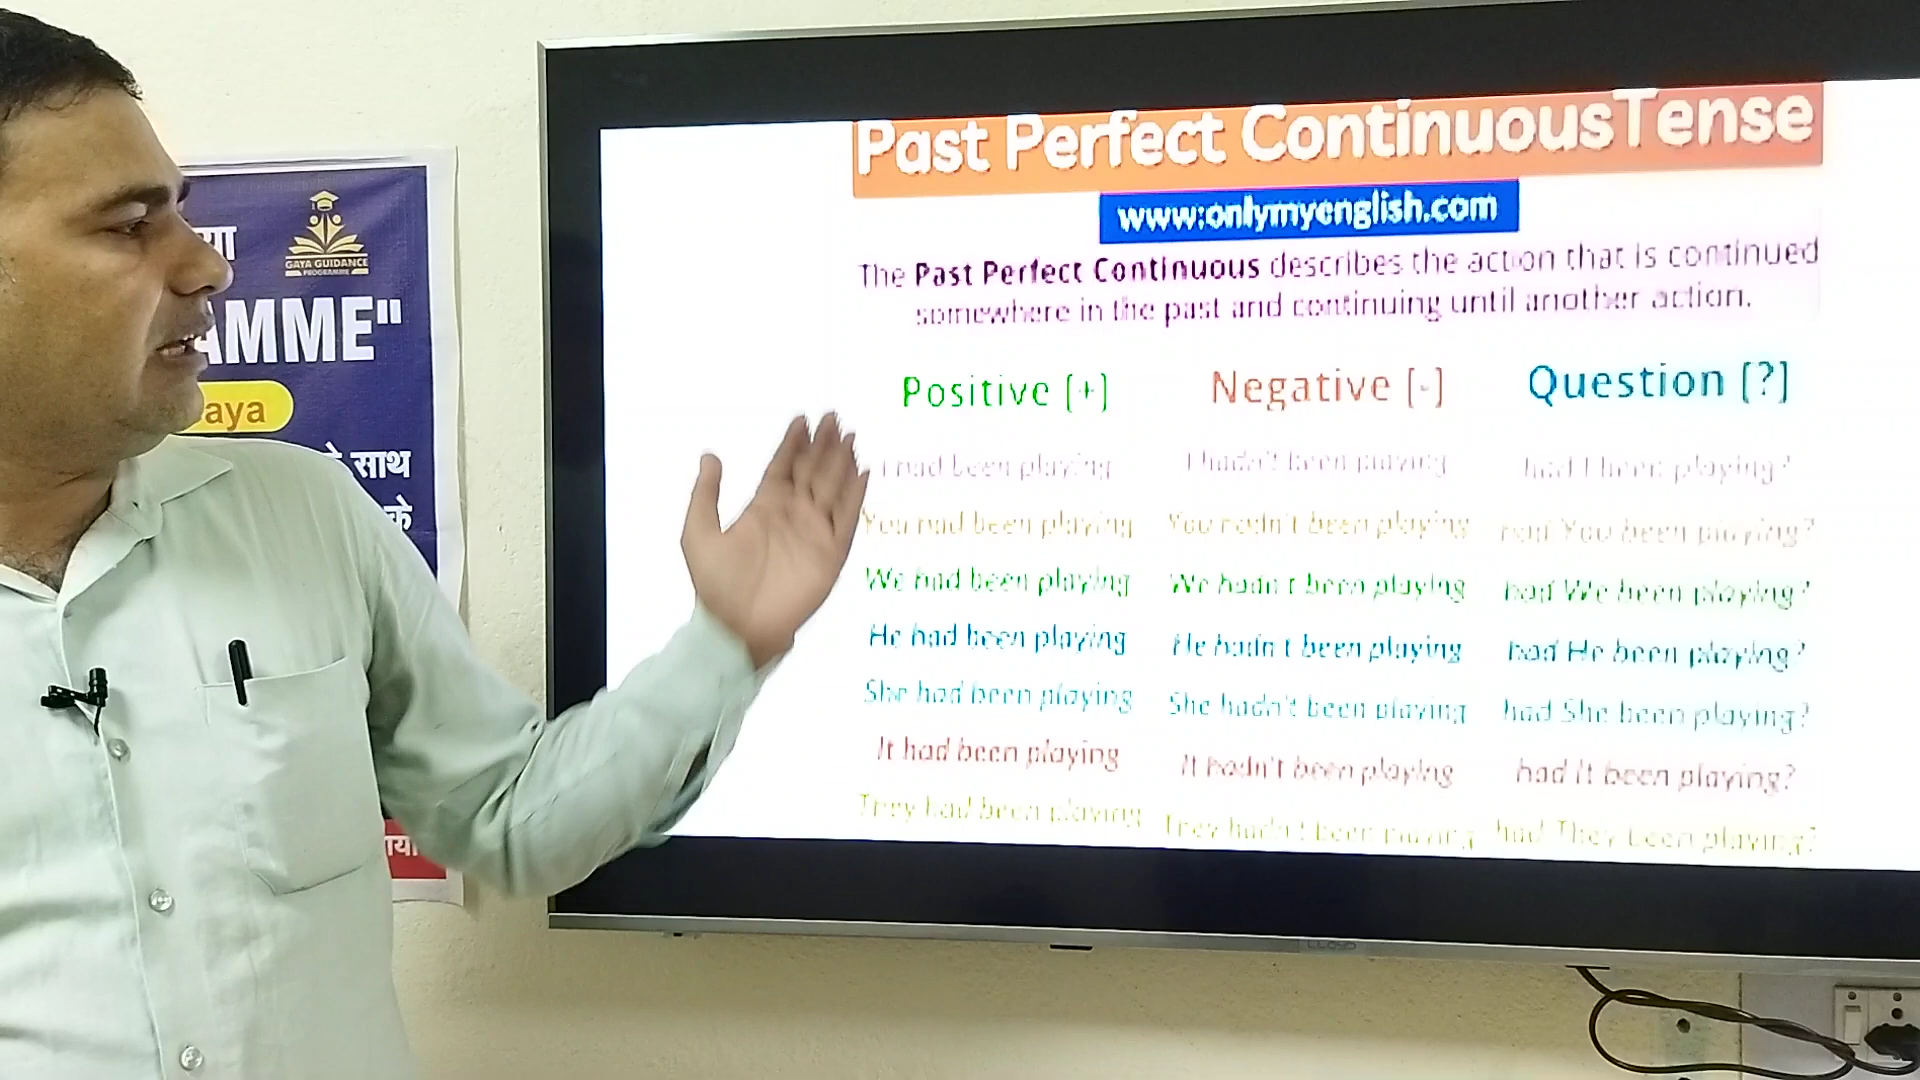 या
GAYA GUIDANCE
PROGRAMME
AMME"
aya
साथ
के
Past Perfect ContinuousTense
www:onlymyenglish.com
The Past Perfect Continuous describes the action that is continued
somewhere in the past and continuing until another action.
Positive [+] Negative [-] Question [?]
I had been playing I hadn't been playing had I been playing?
You had been playing You hadn't been playing had You been playing?
We had been playing We hadn't been playing had We been playing?
He had been playing He hadn't been playing had He been playing?
She had been playing She hadn't been playing had She been playing?
It had been playing It hadn't been playing had It been playing?
They had been playing They hadn't been playing had They been playing?